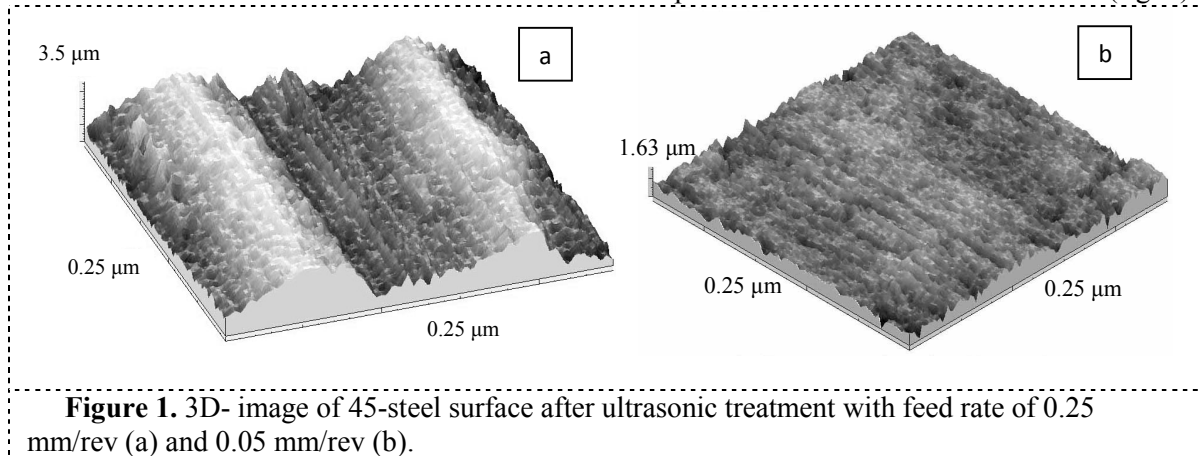 3.5 μm
a
b
1.63 μm
0.25 μm
0.25 μm
0.25 μm
0.25 μm
Figure 1. 3D- image of 45-steel surface after ultrasonic treatment with feed rate of 0.25
mm/rev (a) and 0.05 mm/rev (b).